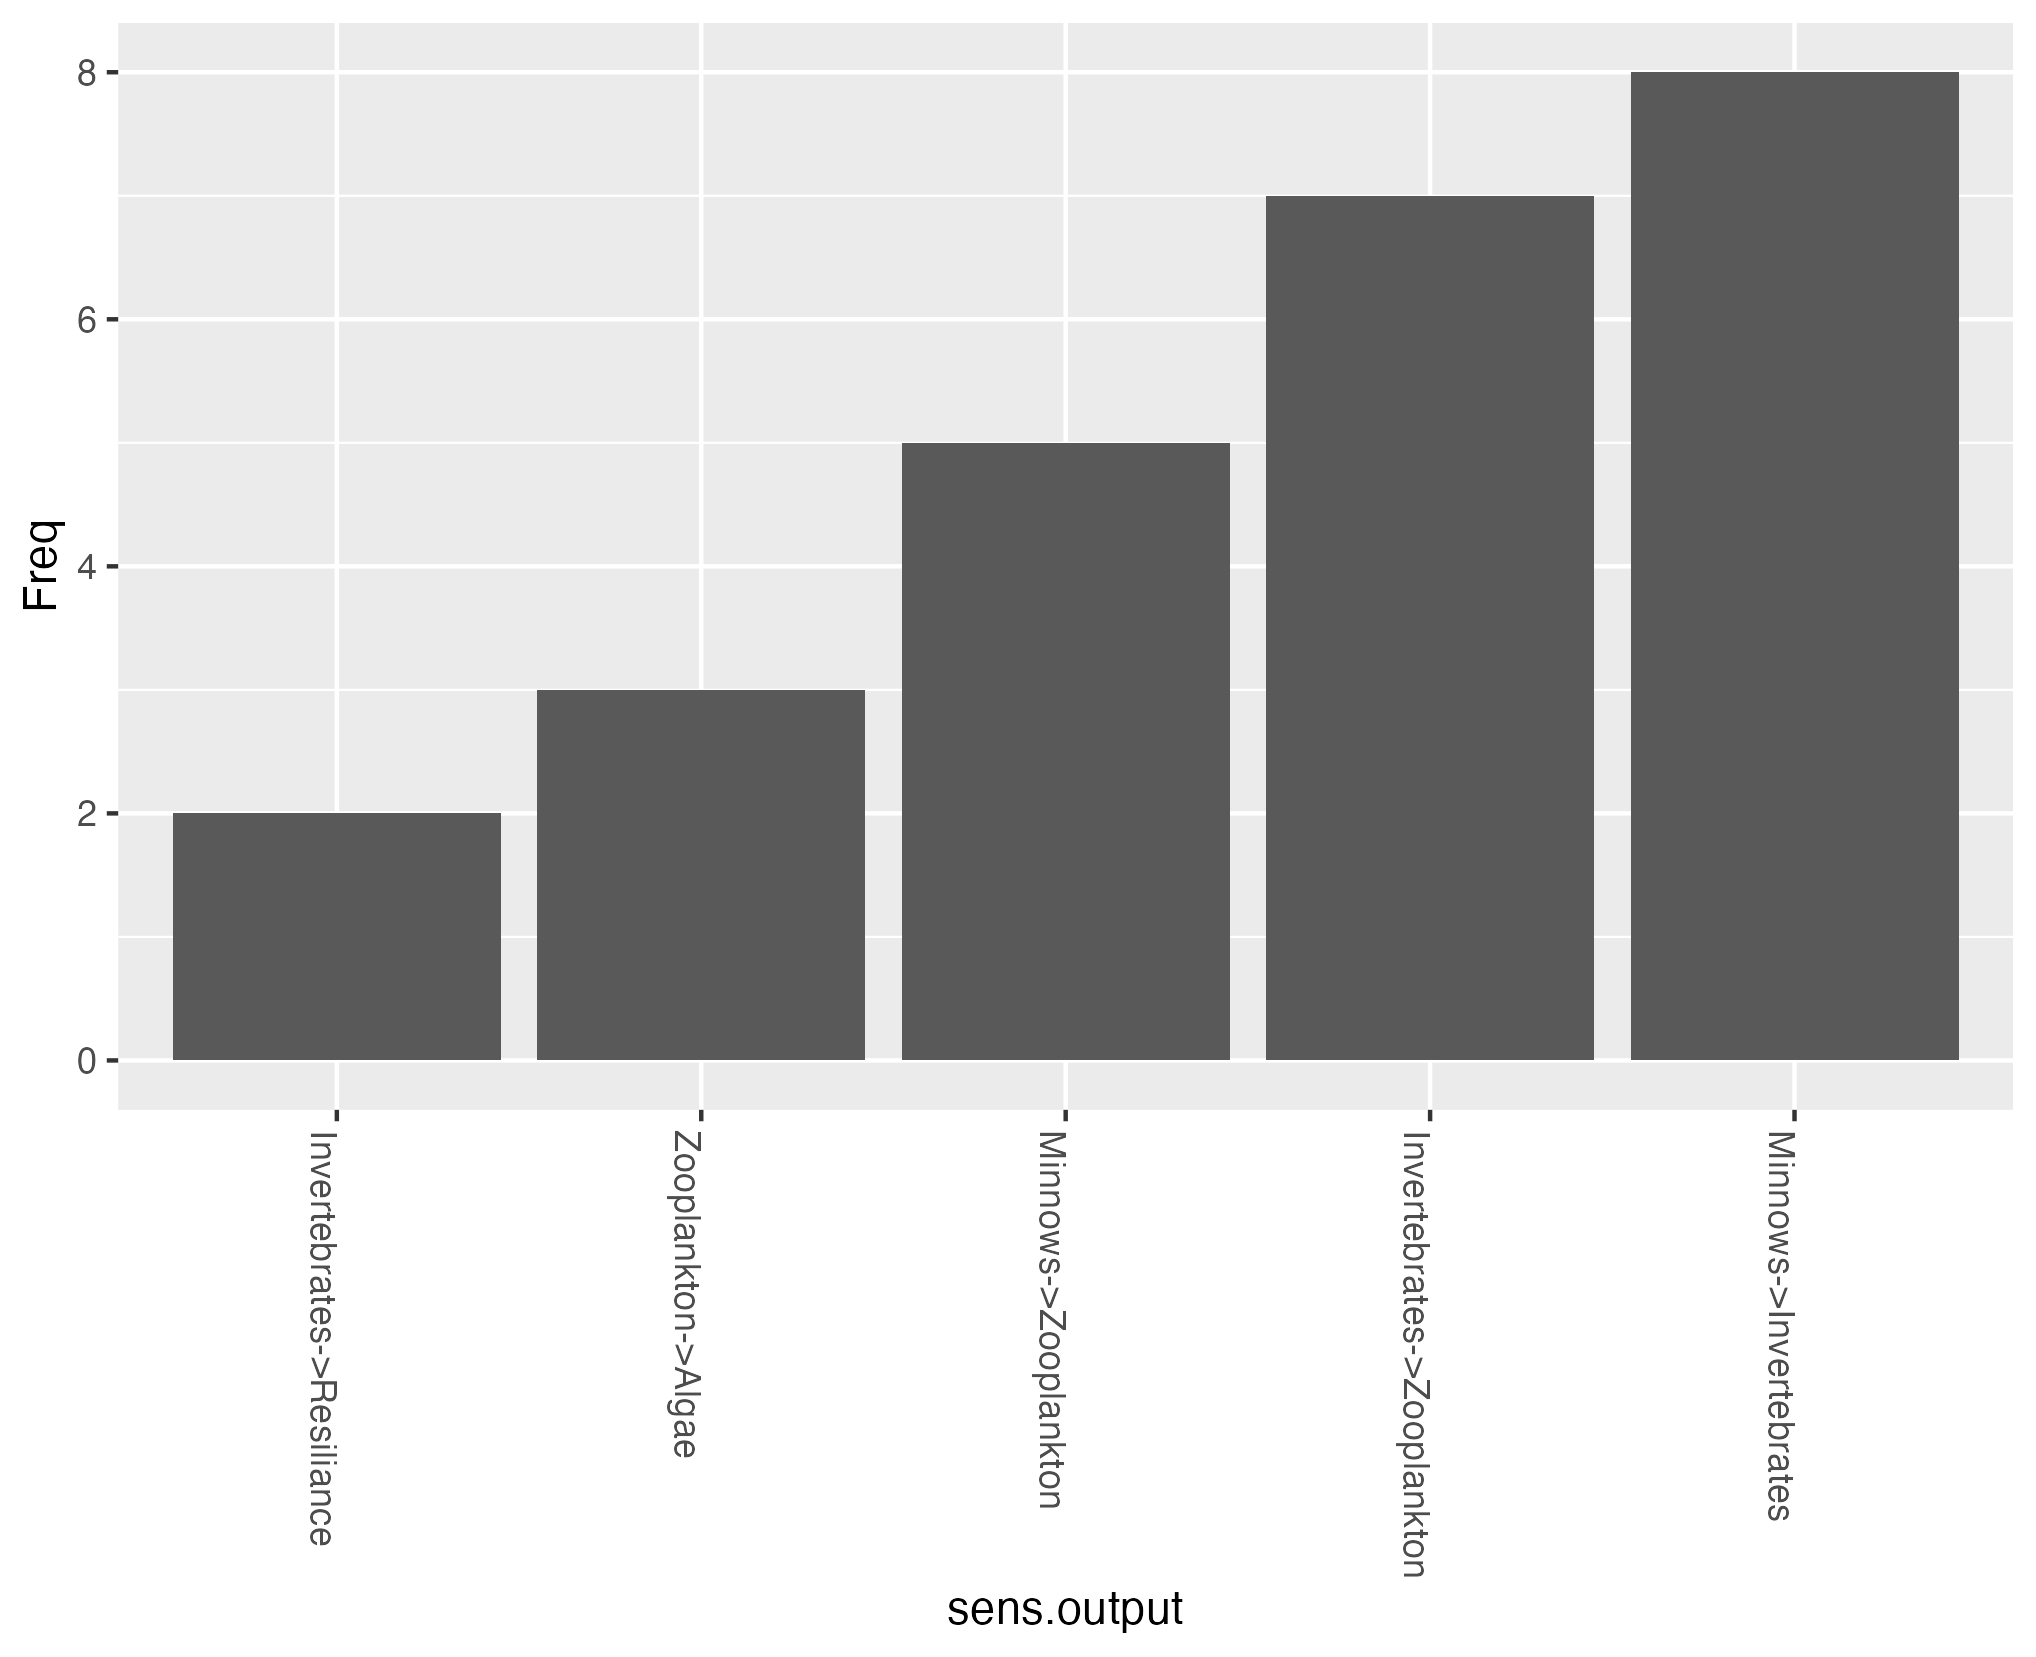 Freq
8
6
4
2
0
Invertebrates->Resiliance
Zooplankton->Algae
Minnows->Zooplankton
Invertebrates->Zooplankton
Minnows->Invertebrates
sens.output